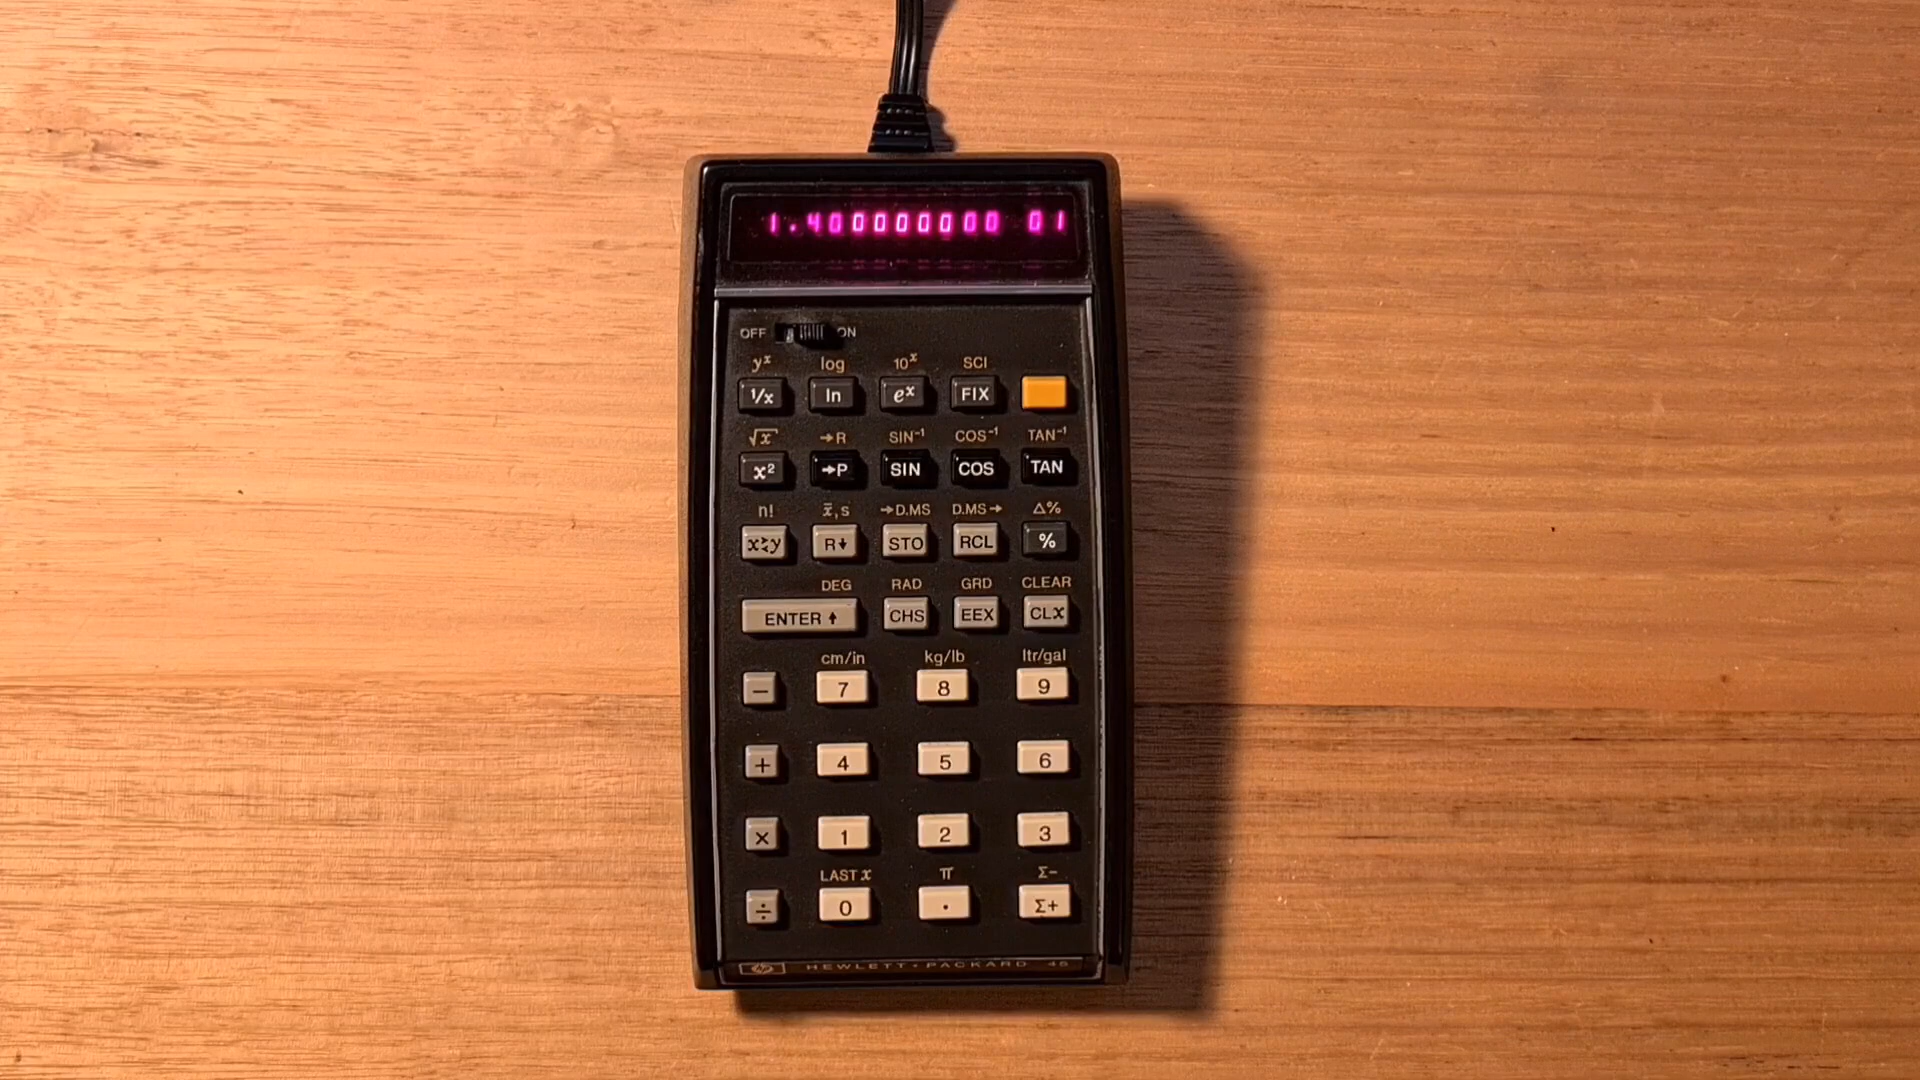 1.40000000 01
OFF ON
yˣ log 10ˣ SCI
1/x ln eˣ FIX
√x →R SIN⁻¹ COS⁻¹ TAN⁻¹
x² →P SIN COS TAN
n! x̄,s →D.MS D.MS→ Δ%
x≷y R↓ STO RCL %
DEG RAD GRD CLEAR
ENTER↑ CHS EEX CLx
cm/in kg/lb ltr/gal
− 7 8 9
+ 4 5 6
× 1 2 3
LAST x π Σ−
÷ 0 . Σ+
hp HEWLETT·PACKARD 45